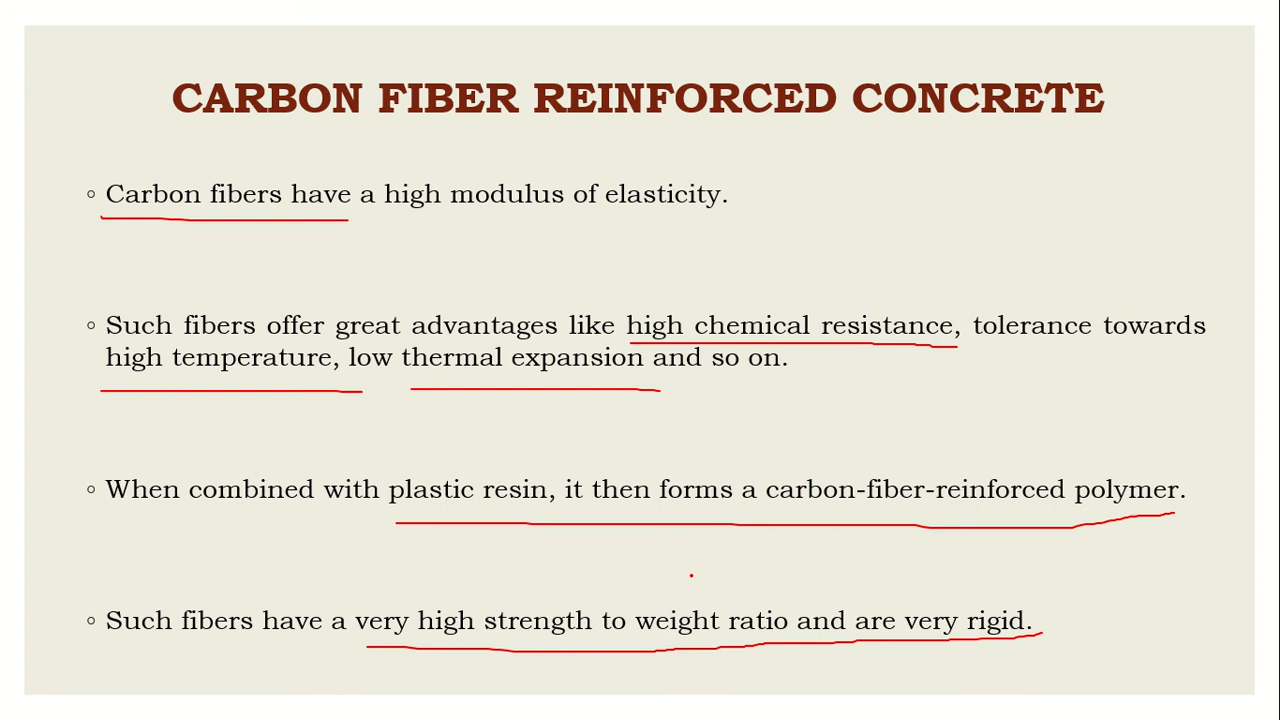 CARBON FIBER REINFORCED CONCRETE
◦ Carbon fibers have a high modulus of elasticity.
◦ Such fibers offer great advantages like high chemical resistance, tolerance towards
high temperature, low thermal expansion and so on.
◦ When combined with plastic resin, it then forms a carbon-fiber-reinforced polymer.
◦ Such fibers have a very high strength to weight ratio and are very rigid.